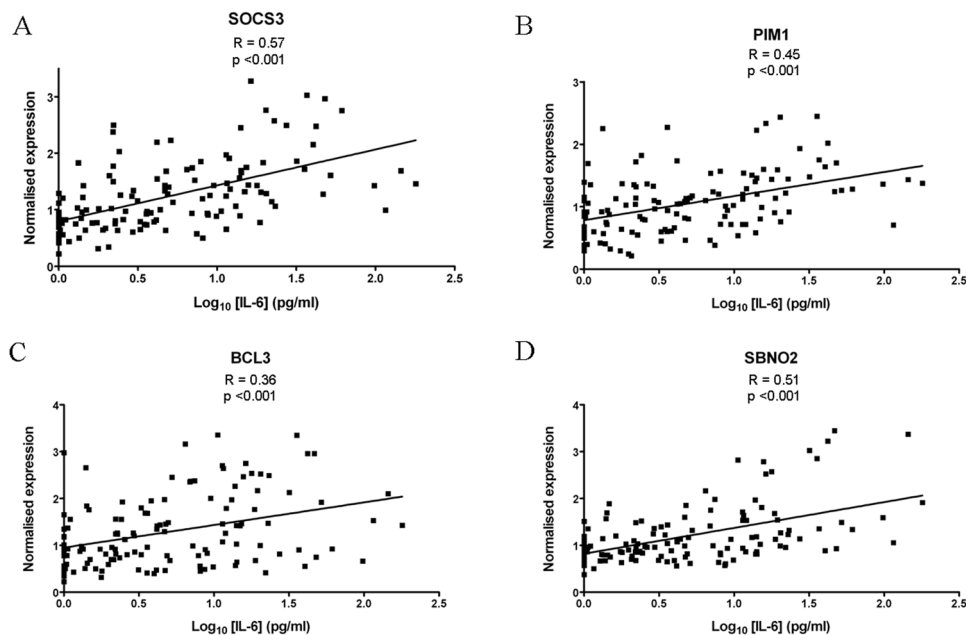 A
SOCS3
R = 0.57
p <0.001
Normalised expression
3
2
1
0
0.0 0.5 1.0 1.5 2.0 2.5
Log10 [IL-6] (pg/ml)
B
PIM1
R = 0.45
p <0.001
Normalised expression
3
2
1
0
0.0 0.5 1.0 1.5 2.0 2.5
Log10 [IL-6] (pg/ml)
C
BCL3
R = 0.36
p <0.001
Normalised expression
4
3
2
1
0
0.0 0.5 1.0 1.5 2.0 2.5
Log10 [IL-6] (pg/ml)
D
SBNO2
R = 0.51
p <0.001
Normalised expression
4
3
2
1
0
0.0 0.5 1.0 1.5 2.0 2.5
Log10 [IL-6] (pg/ml)